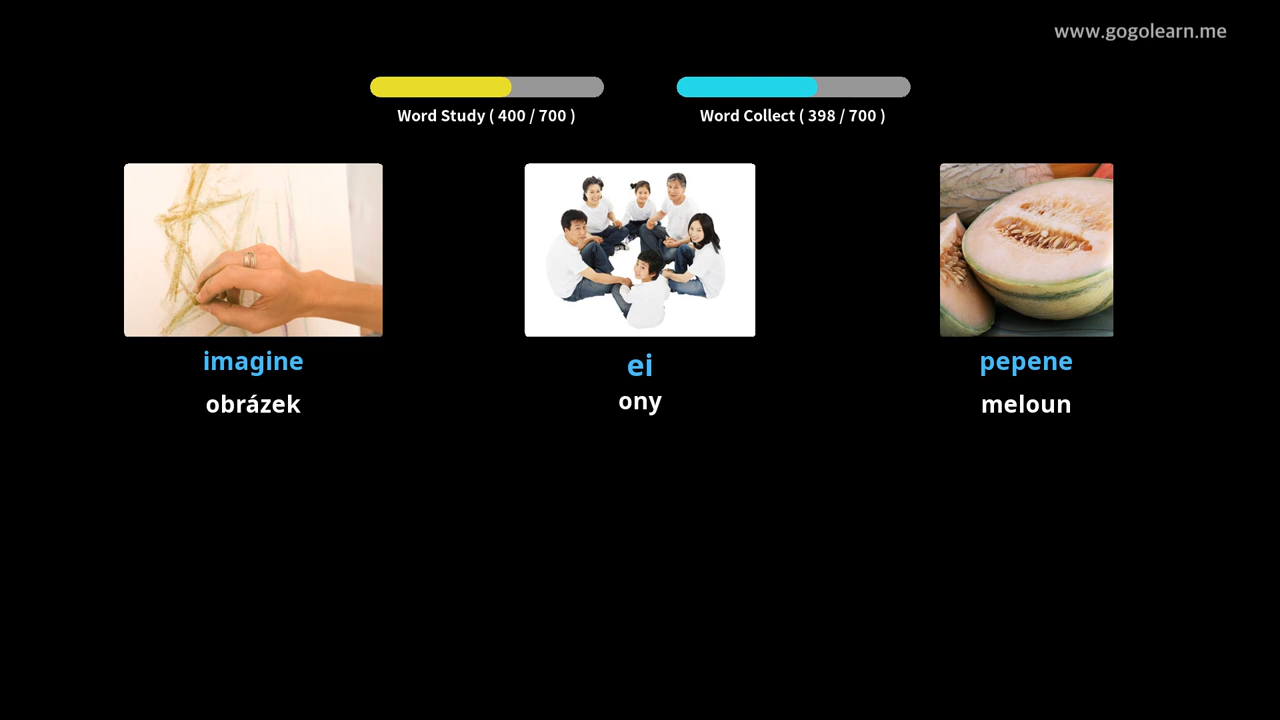 www.gogolearn.me
Word Study ( 400 / 700 )
Word Collect ( 398 / 700 )
imagine
obrázek
ei
ony
pepene
meloun